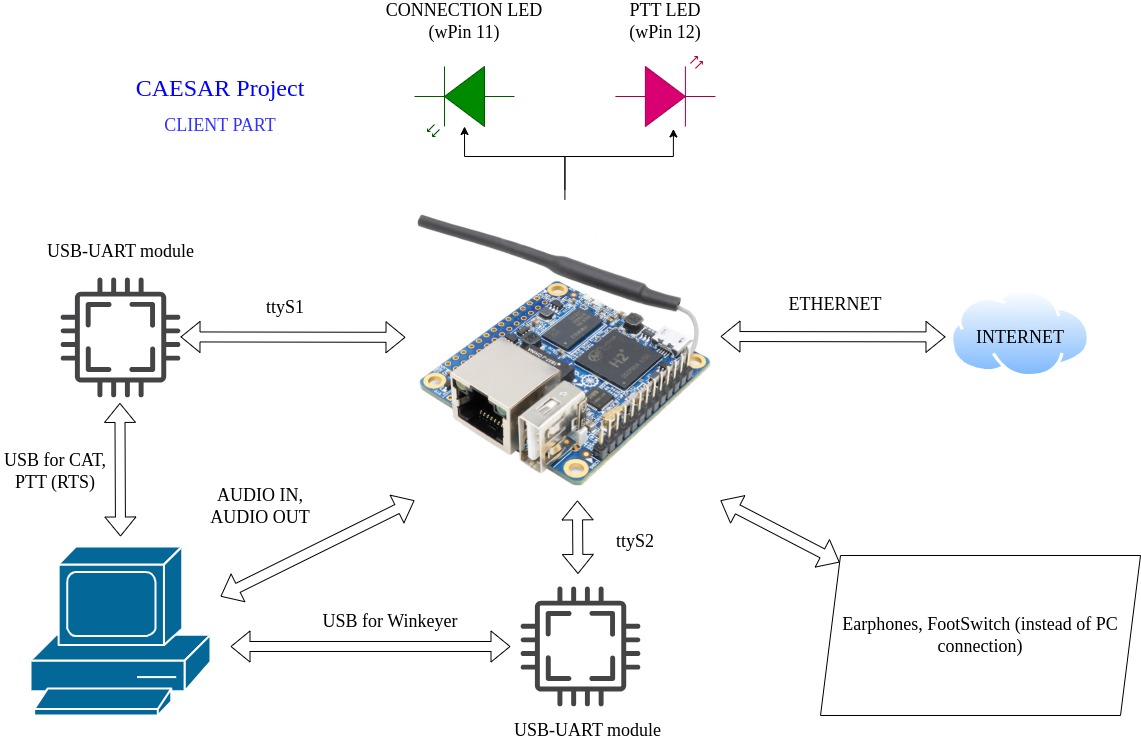 CONNECTION LED
(wPin 11)
PTT LED
(wPin 12)
CAESAR Project
CLIENT PART
USB-UART module
ttyS1
ETHERNET
INTERNET
H2
USB for CAT,
PTT (RTS)
AUDIO IN,
AUDIO OUT
ttyS2
USB for Winkeyer
Earphones, FootSwitch (instead of PC
connection)
USB-UART module